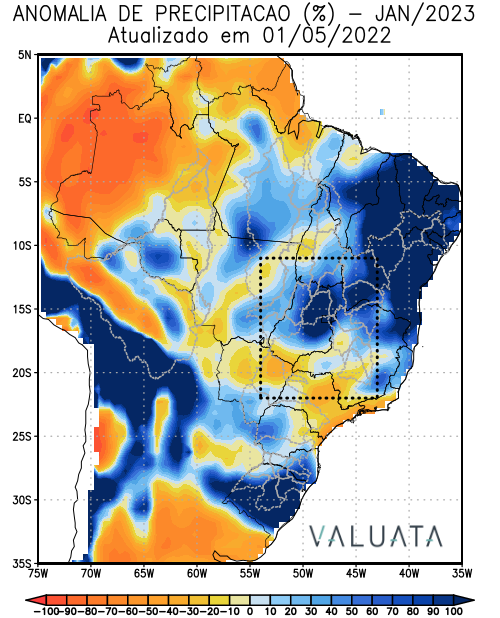 ANOMALIA DE PRECIPITACAO (%) – JAN/2023
Atualizado em 01/05/2022
5N
EQ
5S
10S
15S
20S
25S
30S
35S
VALUATA
75W 70W 65W 60W 55W 50W 45W 40W 35W
-100-90-80-70-60-50-40-30-20-10 0 10 20 30 40 50 60 70 80 90 100